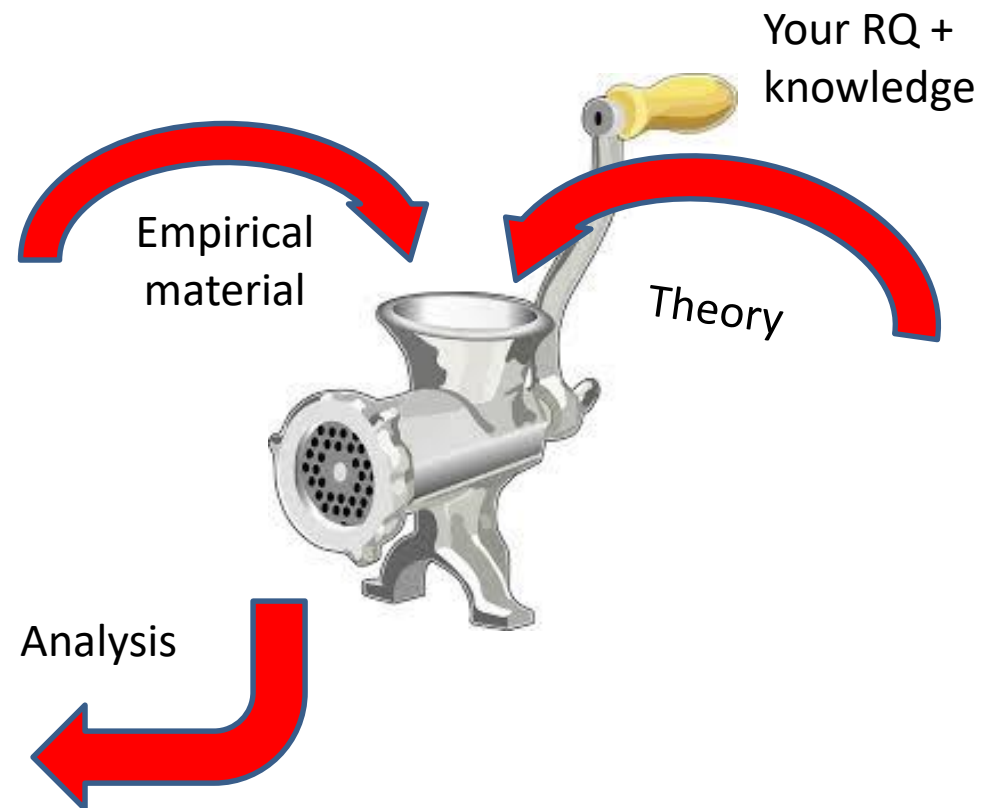 Your RQ +
knowledge
Empirical
material
Theory
Analysis